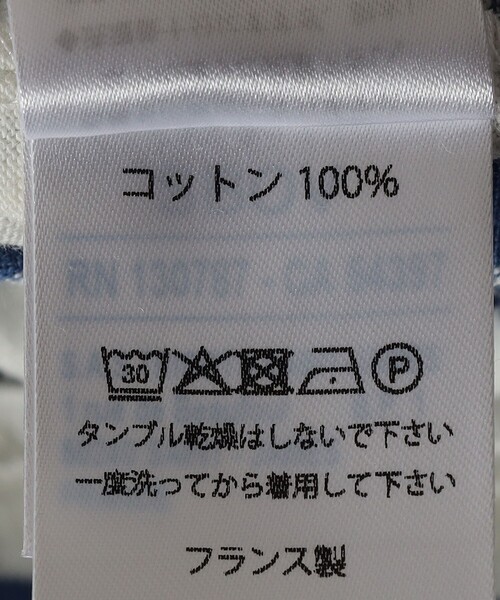 コットン 100%
30 P
タンブル乾燥はしないで下さい
一度洗ってから着用して下さい
フランス製